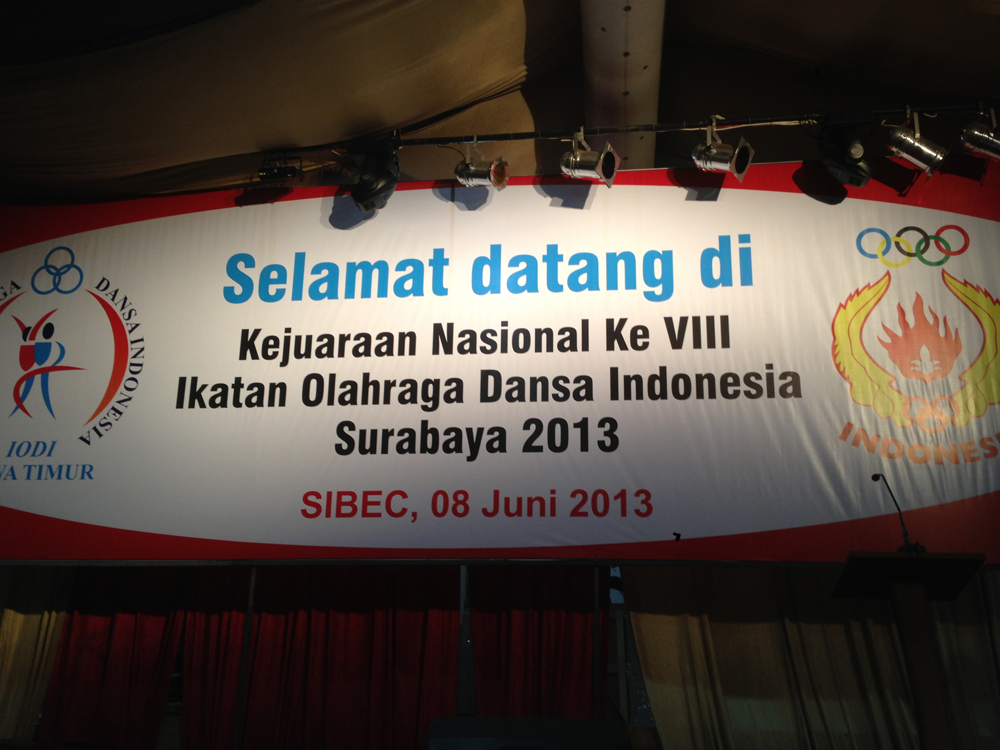 Selamat datang di
Kejuaraan Nasional Ke VIII
Ikatan Olahraga Dansa Indonesia
Surabaya 2013
SIBEC, 08 Juni 2013
DANSA INDONESIA
IODI
TIMUR